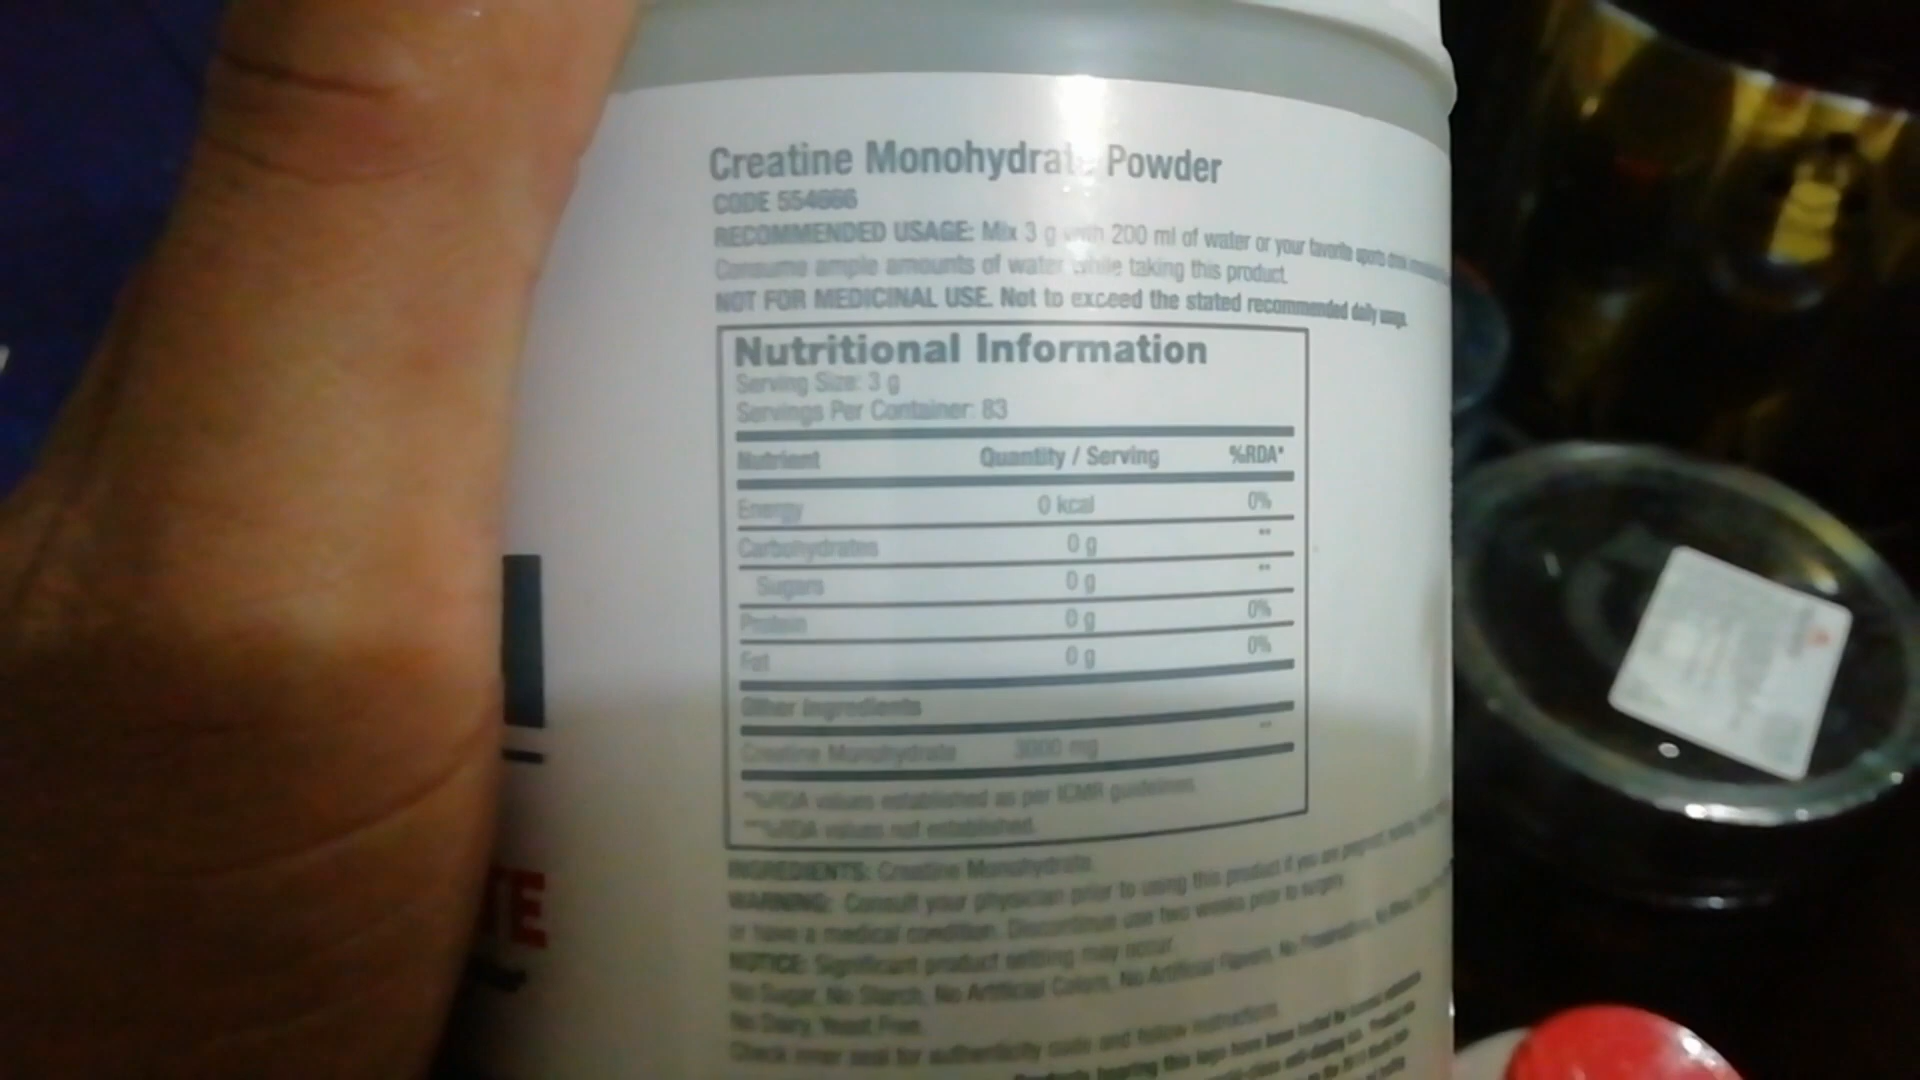 Creatine Monohydrate Powder
CODE
RECOMMENDED USAGE: Mix 3 g with 200 ml of water or your favorite sports drink
Consume ample amounts of water while taking this product.
NOT FOR MEDICINAL USE. Not to exceed the stated recommended daily usage.
Nutritional Information
Serving Size: 3 g
Servings Per Container: 83
Nutrient Quantity / Serving %RDA*
Energy 0 kcal 0%
Carbohydrates 0 g **
Sugars 0 g **
Protein 0 g 0%
Fat 0 g 0%
Other Ingredients
Creatine Monohydrate 3000 mg **
*%RDA values established as per ICMR guidelines
**%RDA values not established.
INGREDIENTS: Creatine Monohydrate
WARNING: Consult your physician prior to using this product if you are pregnant,
or have a medical condition. Discontinue use two weeks prior to surgery.
NOTICE: Significant product settling may occur.
No Sugar, No Starch, No Artificial Colors, No Artificial Flavors, No
No Dairy, Yeast Free.
Check inner seal for authenticity code and follow instructions.
TE